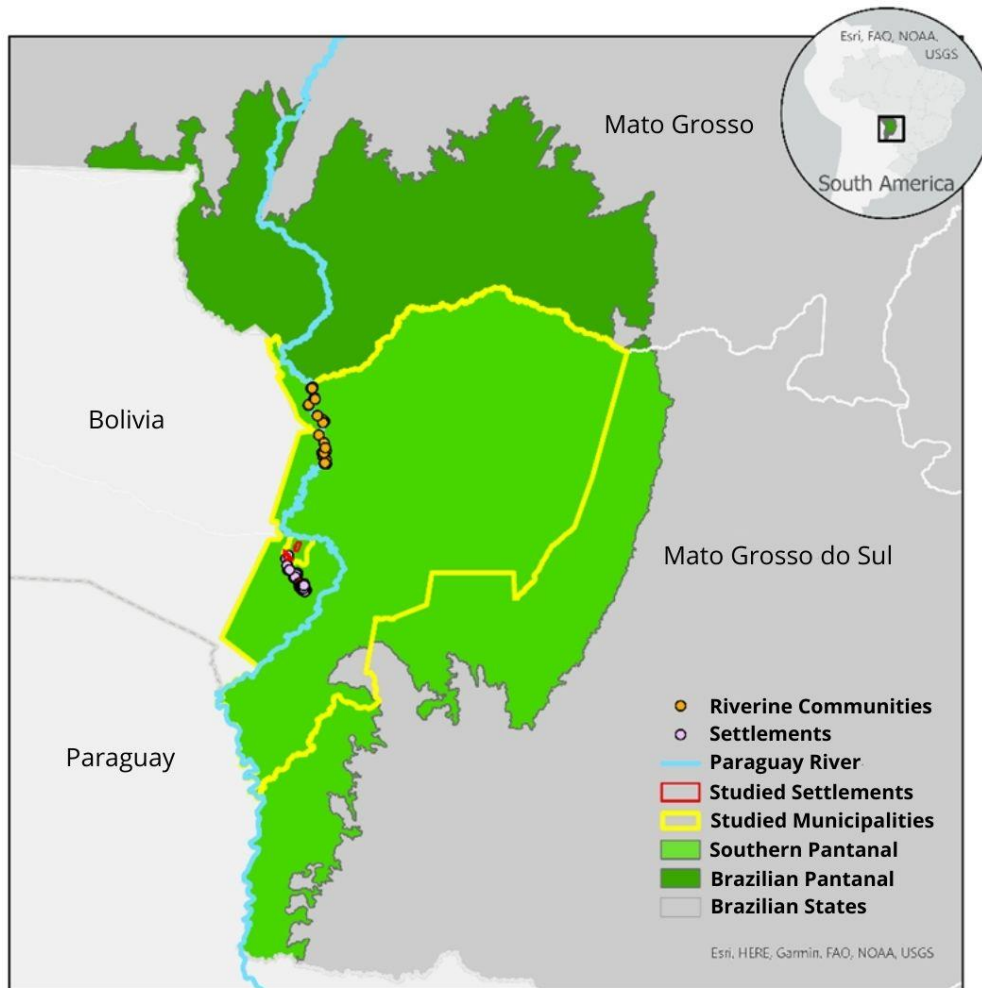 Esri, FAO, NOAA,
USGS
South America
Mato Grosso
Bolivia
Mato Grosso do Sul
Paraguay
Riverine Communities
Settlements
Paraguay River
Studied Settlements
Studied Municipalities
Southern Pantanal
Brazilian Pantanal
Brazilian States
Esri, HERE, Garmin, FAO, NOAA, USGS